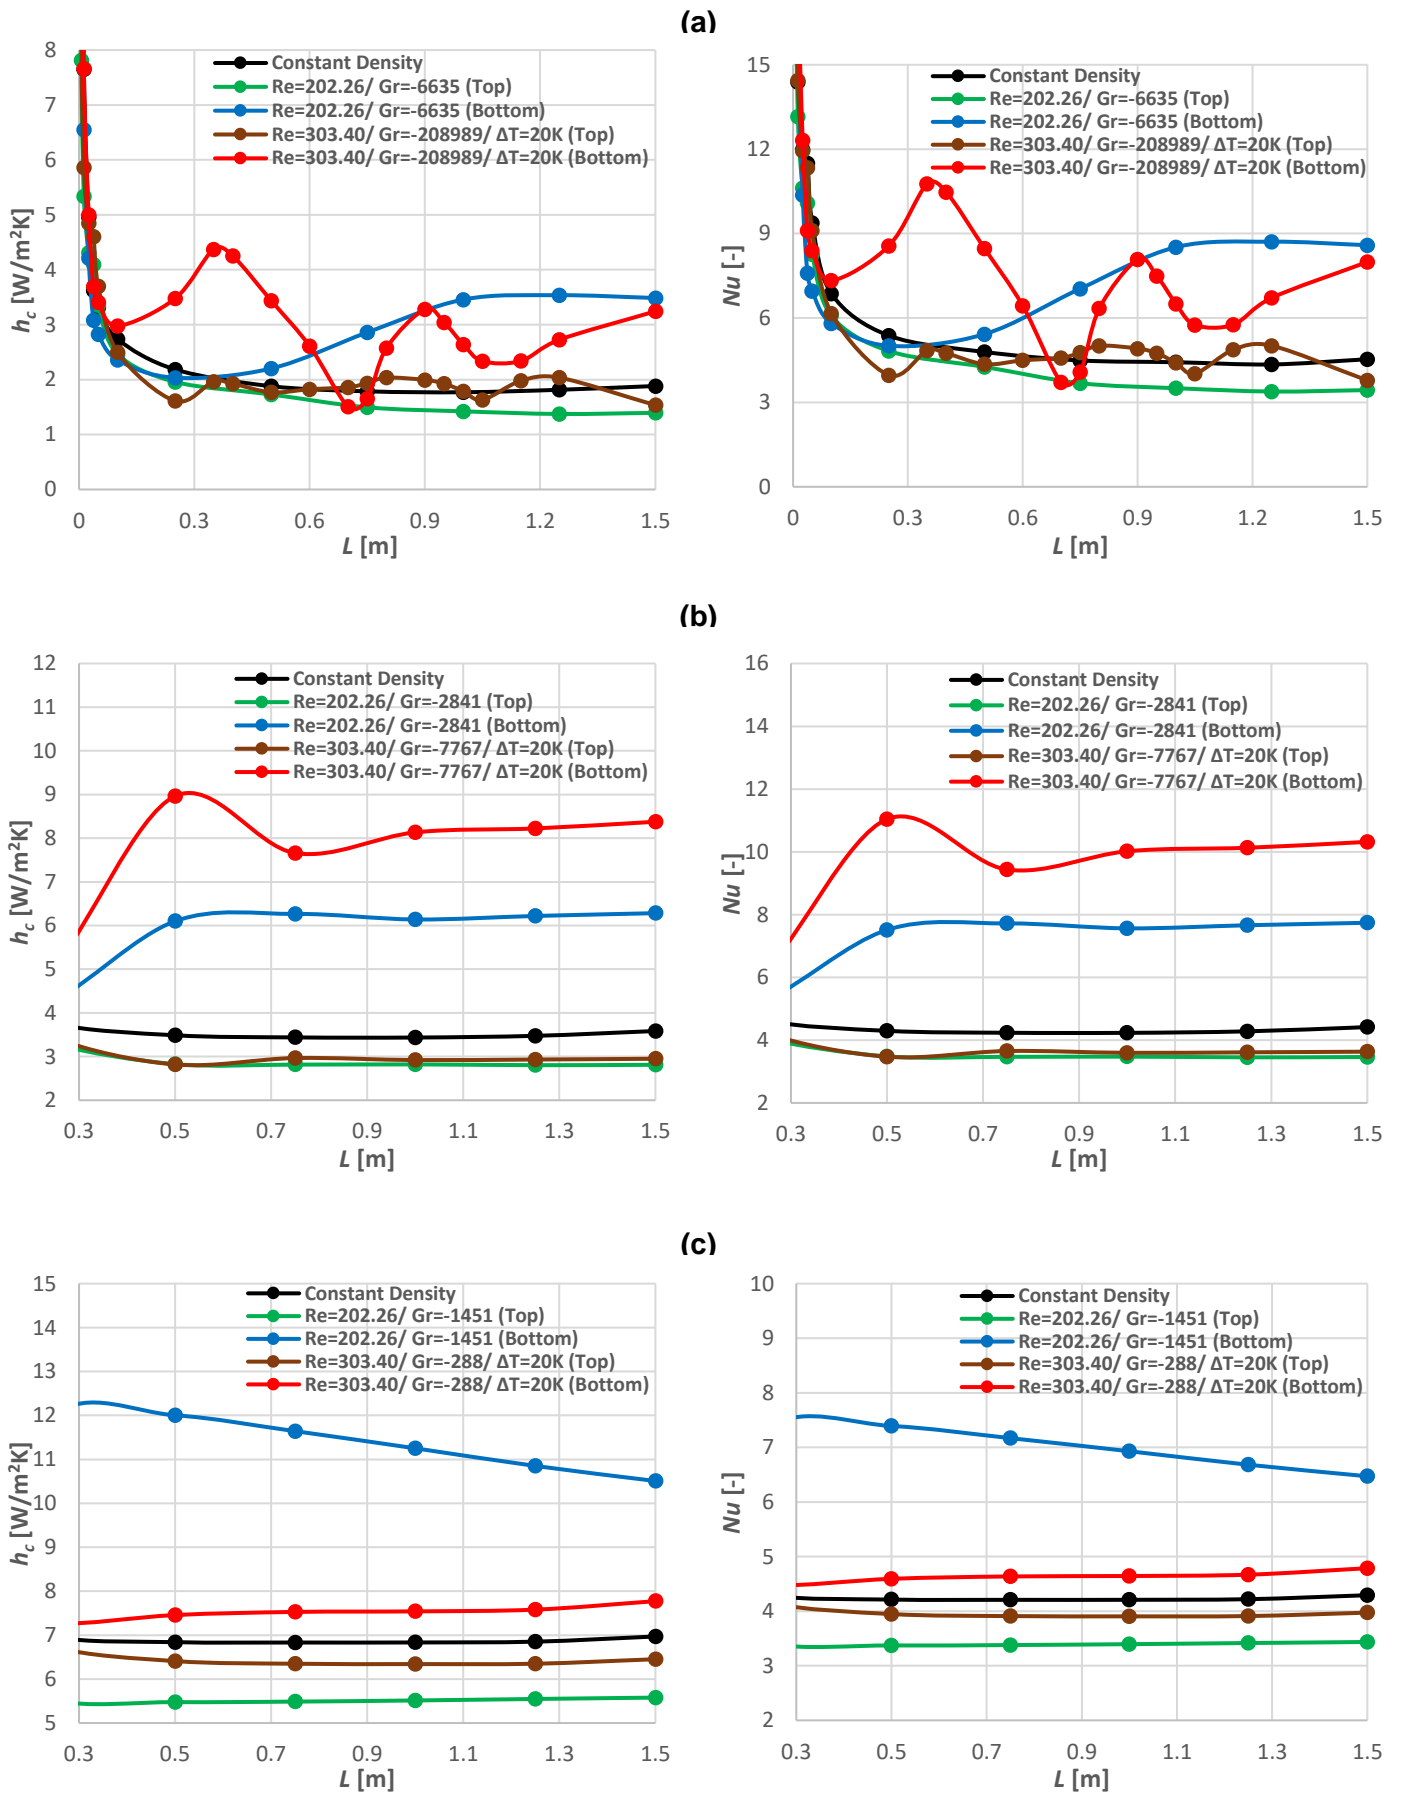 (a)
8
7
6
5
4
3
2
1
0
h_c [W/m²K]
0 0.3 0.6 0.9 1.2 1.5
L [m]
Constant Density
Re=202.26/ Gr=-6635 (Top)
Re=202.26/ Gr=-6635 (Bottom)
Re=303.40/ Gr=-208989/ ΔT=20K (Top)
Re=303.40/ Gr=-208989/ ΔT=20K (Bottom)
15
12
9
6
3
0
Nu [-]
0 0.3 0.6 0.9 1.2 1.5
L [m]
Constant Density
Re=202.26/ Gr=-6635 (Top)
Re=202.26/ Gr=-6635 (Bottom)
Re=303.40/ Gr=-208989/ ΔT=20K (Top)
Re=303.40/ Gr=-208989/ ΔT=20K (Bottom)
(b)
12
11
10
9
8
7
6
5
4
3
2
h_c [W/m²K]
0.3 0.5 0.7 0.9 1.1 1.3 1.5
L [m]
Constant Density
Re=202.26/ Gr=-2841 (Top)
Re=202.26/ Gr=-2841 (Bottom)
Re=303.40/ Gr=-7767/ ΔT=20K (Top)
Re=303.40/ Gr=-7767/ ΔT=20K (Bottom)
16
14
12
10
8
6
4
2
Nu [-]
0.3 0.5 0.7 0.9 1.1 1.3 1.5
L [m]
Constant Density
Re=202.26/ Gr=-2841 (Top)
Re=202.26/ Gr=-2841 (Bottom)
Re=303.40/ Gr=-7767/ ΔT=20K (Top)
Re=303.40/ Gr=-7767/ ΔT=20K (Bottom)
(c)
15
14
13
12
11
10
9
8
7
6
5
h_c [W/m²K]
0.3 0.5 0.7 0.9 1.1 1.3 1.5
L [m]
Constant Density
Re=202.26/ Gr=-1451 (Top)
Re=202.26/ Gr=-1451 (Bottom)
Re=303.40/ Gr=-288/ ΔT=20K (Top)
Re=303.40/ Gr=-288/ ΔT=20K (Bottom)
10
9
8
7
6
5
4
3
2
Nu [-]
0.3 0.5 0.7 0.9 1.1 1.3 1.5
L [m]
Constant Density
Re=202.26/ Gr=-1451 (Top)
Re=202.26/ Gr=-1451 (Bottom)
Re=303.40/ Gr=-288/ ΔT=20K (Top)
Re=303.40/ Gr=-288/ ΔT=20K (Bottom)